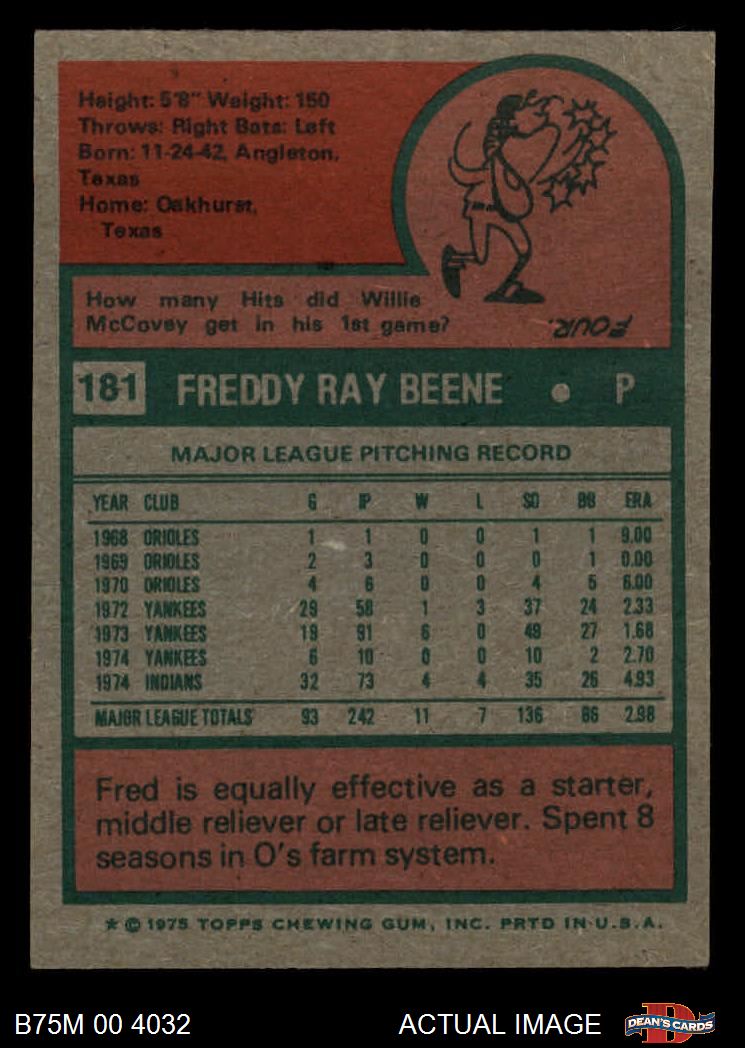 Height: 5'8" Weight: 150
Throws: Right Bats: Left
Born: 11-24-42, Angleton,
Texas
Home: Oakhurst,
Texas
How many Hits did Willie
McCovey get in his 1st game?
FOUR.
181 FREDDY RAY BEENE • P
MAJOR LEAGUE PITCHING RECORD
YEAR CLUB G IP W L SO BB ERA
1968 ORIOLES 1 1 0 0 1 1 9.00
1969 ORIOLES 2 3 0 0 0 1 0.00
1970 ORIOLES 4 6 0 0 4 5 6.00
1972 YANKEES 29 58 1 3 37 24 2.33
1973 YANKEES 19 91 6 0 49 27 1.68
1974 YANKEES 6 10 0 0 10 2 2.70
1974 INDIANS 32 73 4 4 35 26 4.93
MAJOR LEAGUE TOTALS 93 242 11 7 136 86 2.98
Fred is equally effective as a starter,
middle reliever or late reliever. Spent 8
seasons in O's farm system.
* © 1975 TOPPS CHEWING GUM, INC. PRTD IN U.S.A.
B75M 00 4032 ACTUAL IMAGE D DEAN'S CARDS